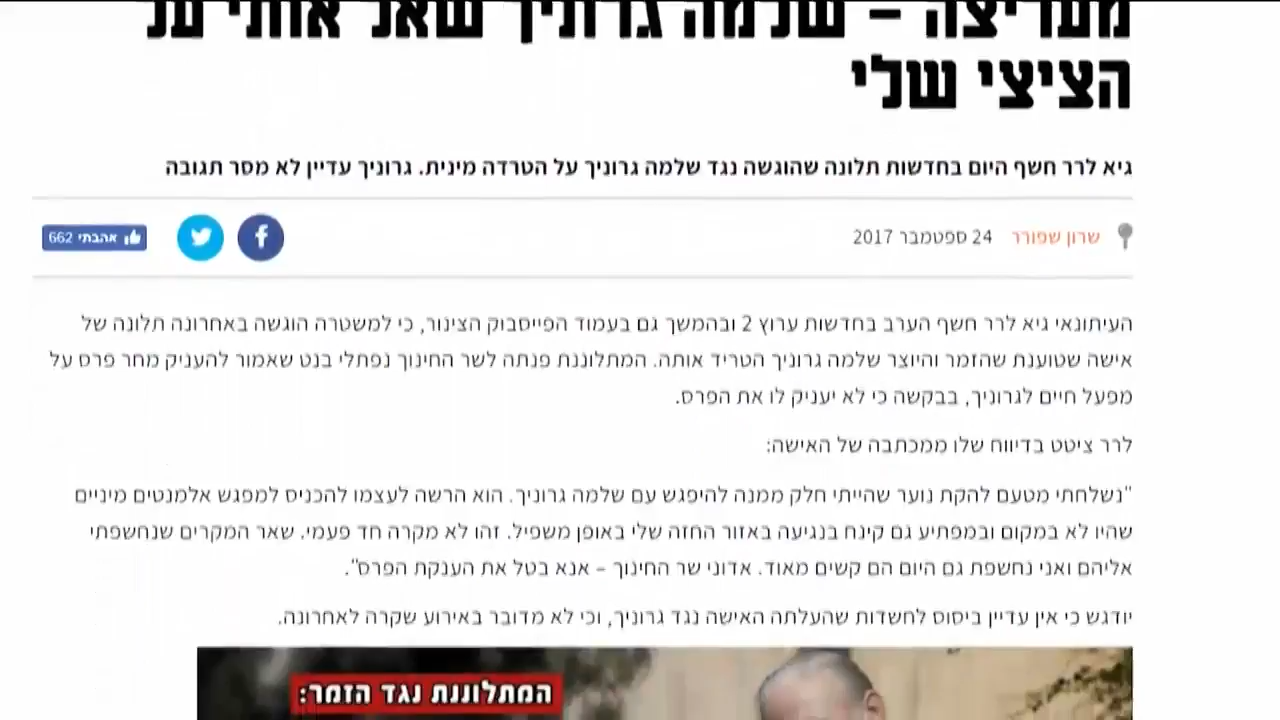 מעריצה – שלמה גרוניך שאל אותי על
הציצי שלי
גיא לרר חשף היום בחדשות תלונה שהוגשה נגד שלמה גרוניך על הטרדה מינית. גרוניך עדיין לא מסר תגובה
שרון שפורר 24 ספטמבר 2017
אהבתי 662
העיתונאי גיא לרר חשף הערב בחדשות ערוץ 2 ובהמשך גם בעמוד הפייסבוק הצינור, כי למשטרה הוגשה באחרונה תלונה של
אישה שטוענת שהזמר והיוצר שלמה גרוניך הטריד אותה. המתלוננת פנתה לשר החינוך נפתלי בנט שאמור להעניק מחר פרס על
מפעל חיים לגרוניך, בבקשה כי לא יעניק לו את הפרס.
לרר ציטט בדיווח שלו ממכתבה של האישה:
"נשלחתי מטעם להקת נוער שהייתי חלק ממנה להיפגש עם שלמה גרוניך. הוא הרשה לעצמו להכניס למפגש אלמנטים מיניים
שהיו לא במקום ובמפתיע גם קינח בנגיעה באזור החזה שלי באופן משפיל. זהו לא מקרה חד פעמי. שאר המקרים שנחשפתי
אליהם ואני נחשפת גם היום הם קשים מאוד. אדוני שר החינוך – אנא בטל את הענקת הפרס".
יודגש כי אין עדיין ביסוס לחשדות שהעלתה האישה נגד גרוניך, וכי לא מדובר באירוע שקרה לאחרונה.
המתלוננת נגד הזמר: